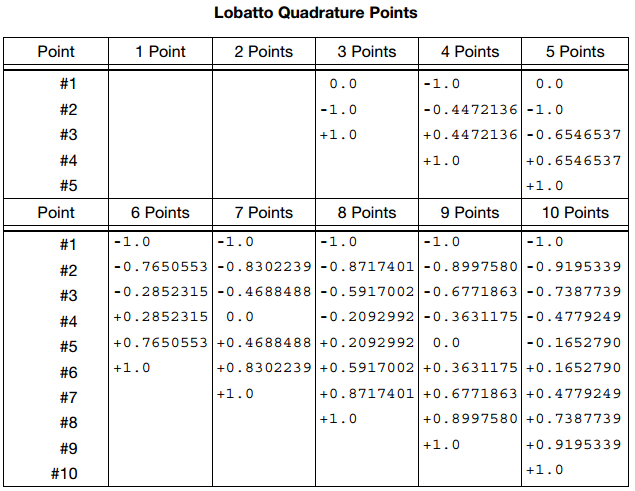 Lobatto Quadrature Points
Point 1 Point 2 Points 3 Points 4 Points 5 Points
#1 0.0 -1.0 0.0
#2 -1.0 -0.4472136 -1.0
#3 +1.0 +0.4472136 -0.6546537
#4 +1.0 +0.6546537
#5 +1.0
Point 6 Points 7 Points 8 Points 9 Points 10 Points
#1 -1.0 -1.0 -1.0 -1.0 -1.0
#2 -0.7650553 -0.8302239 -0.8717401 -0.8997580 -0.9195339
#3 -0.2852315 -0.4688488 -0.5917002 -0.6771863 -0.7387739
#4 +0.2852315 0.0 -0.2092992 -0.3631175 -0.4779249
#5 +0.7650553 +0.4688488 +0.2092992 0.0 -0.1652790
#6 +1.0 +0.8302239 +0.5917002 +0.3631175 +0.1652790
#7 +1.0 +0.8717401 +0.6771863 +0.4779249
#8 +1.0 +0.8997580 +0.7387739
#9 +1.0 +0.9195339
#10 +1.0